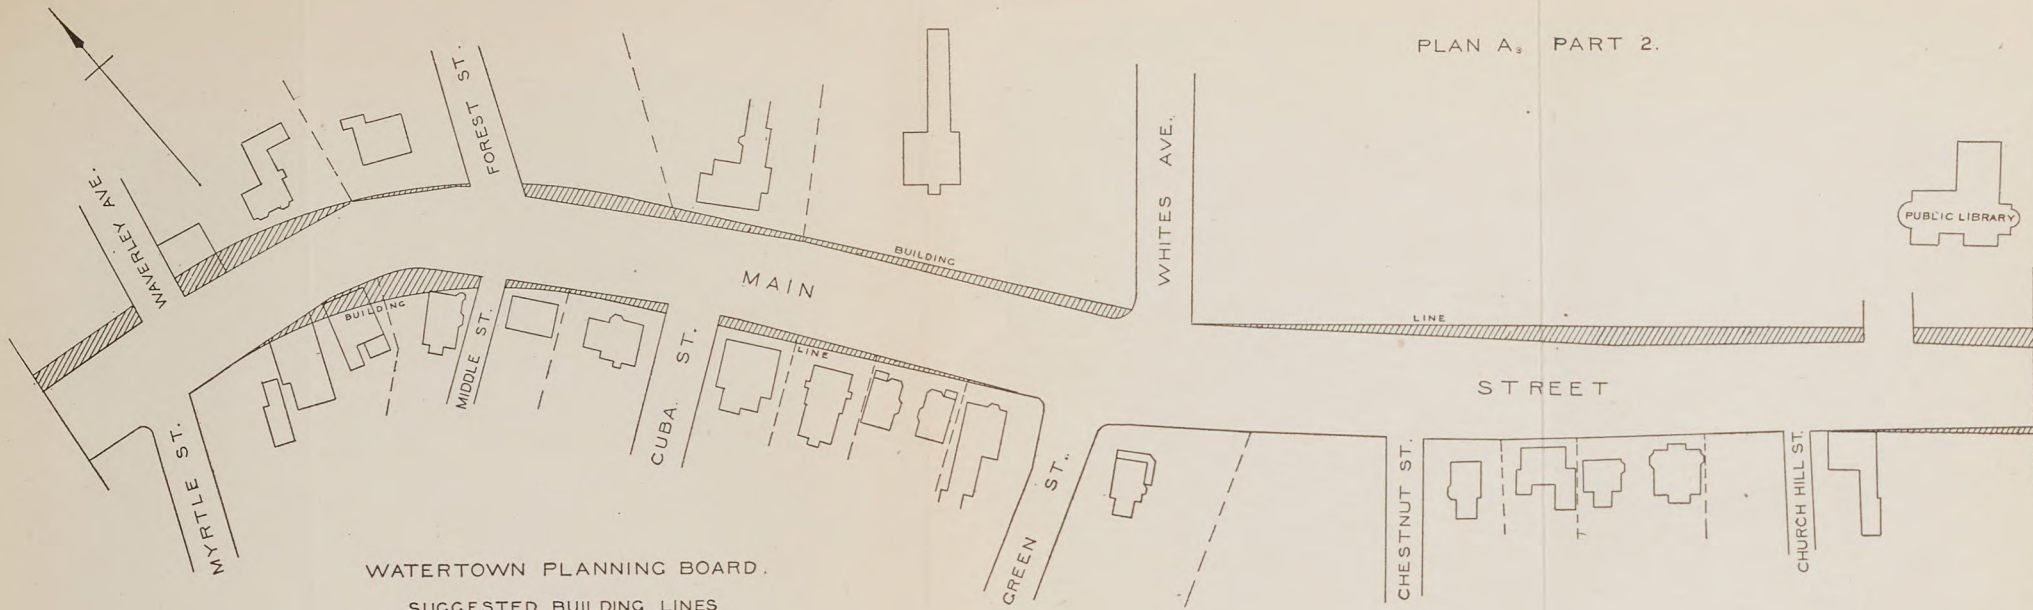 PLAN A₃ PART 2.
FOREST ST.
WAVERLEY AVE.
WHITES AVE.
PUBLIC LIBRARY
BUILDING
MAIN
LINE
BUILDING
MIDDLE ST.
CUBA ST.
LINE
STREET
MYRTLE ST.
GREEN ST.
CHESTNUT ST.
CHURCH HILL ST.
WATERTOWN PLANNING BOARD.
SUGGESTED BUILDING LINES